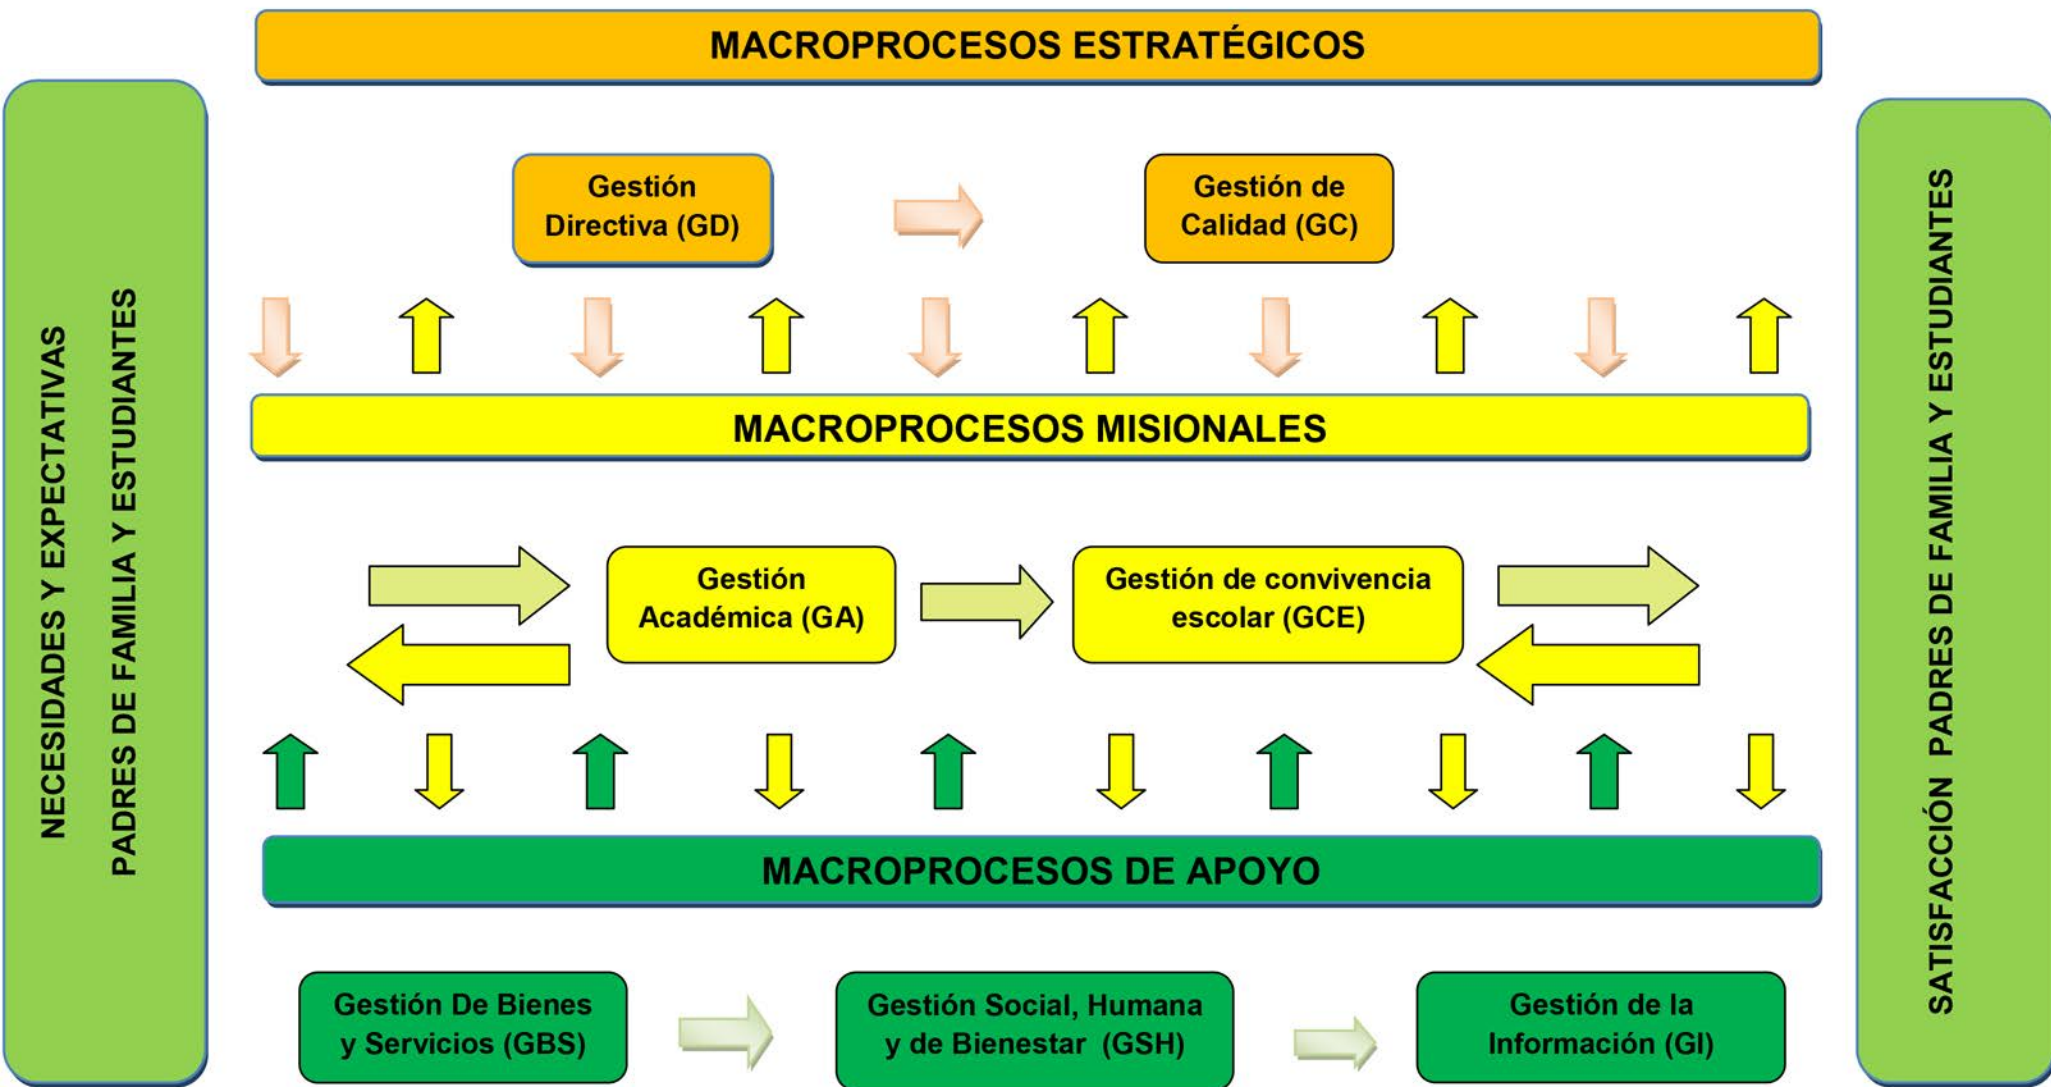 MACROPROCESOS ESTRATÉGICOS
NECESIDADES Y EXPECTATIVAS
PADRES DE FAMILIA Y ESTUDIANTES
Gestión
Directiva (GD)
Gestión de
Calidad (GC)
MACROPROCESOS MISIONALES
Gestión
Académica (GA)
Gestión de convivencia
escolar (GCE)
MACROPROCESOS DE APOYO
Gestión De Bienes
y Servicios (GBS)
Gestión Social, Humana
y de Bienestar (GSH)
Gestión de la
Información (GI)
SATISFACCIÓN PADRES DE FAMILIA Y ESTUDIANTES